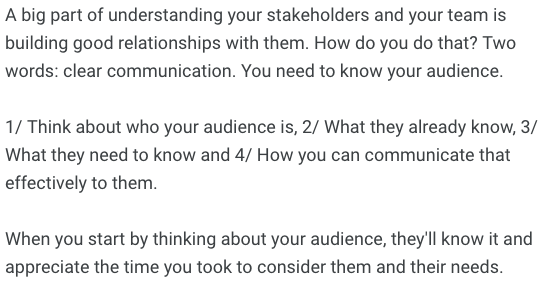 A big part of understanding your stakeholders and your team is
building good relationships with them. How do you do that? Two
words: clear communication. You need to know your audience.
1/ Think about who your audience is, 2/ What they already know, 3/
What they need to know and 4/ How you can communicate that
effectively to them.
When you start by thinking about your audience, they'll know it and
appreciate the time you took to consider them and their needs.